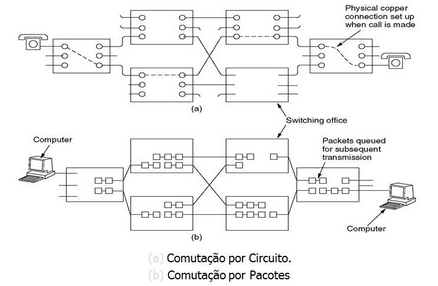 Physical copper
connection set up
when call is made
(a)
Switching office
Computer
Packets queued
for subsequent
transmission
Computer
(b)
(a) Comutação por Circuito.
(b) Comutação por Pacotes